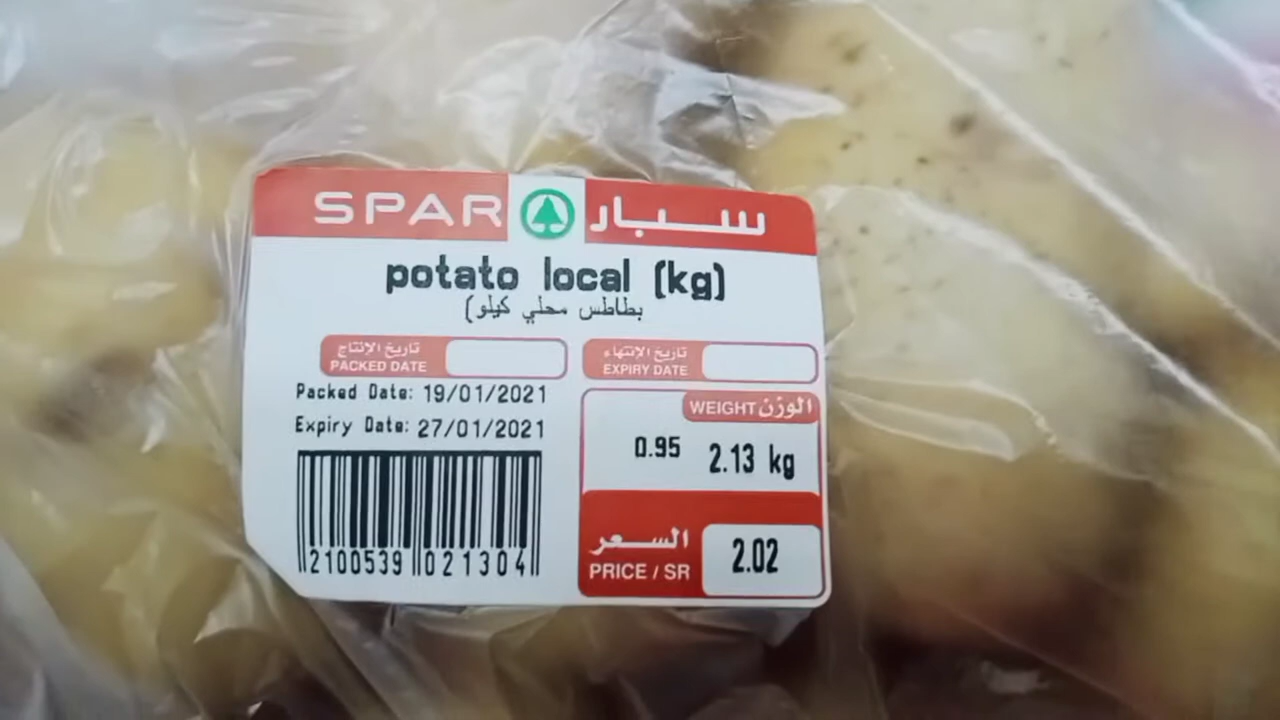 SPAR سبار
potato local (kg)
بطاطس محلي كيلو)
تاريخ الإنتاج
PACKED DATE
تاريخ الإنتهاء
EXPIRY DATE
Packed Date: 19/01/2021
Expiry Date: 27/01/2021
WEIGHT الوزن
0.95 2.13 kg
2100539 021304
السعر
PRICE / SR
2.02